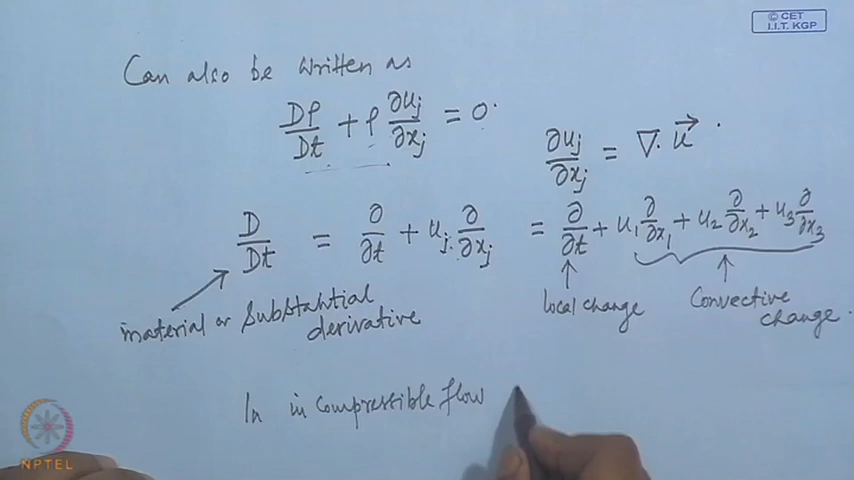 © CET
I.I.T. KGP
Can also be written as
Dρ/Dt + ρ ∂uj/∂xj = 0.
∂uj/∂xj = ∇. u⃗ .
D/Dt = ∂/∂t + uj ∂/∂xj = ∂/∂t + u1 ∂/∂x1 + u2 ∂/∂x2 + u3 ∂/∂x3
material or Substantial
derivative
local change
Convective
change.
In incompressible flow
NPTEL